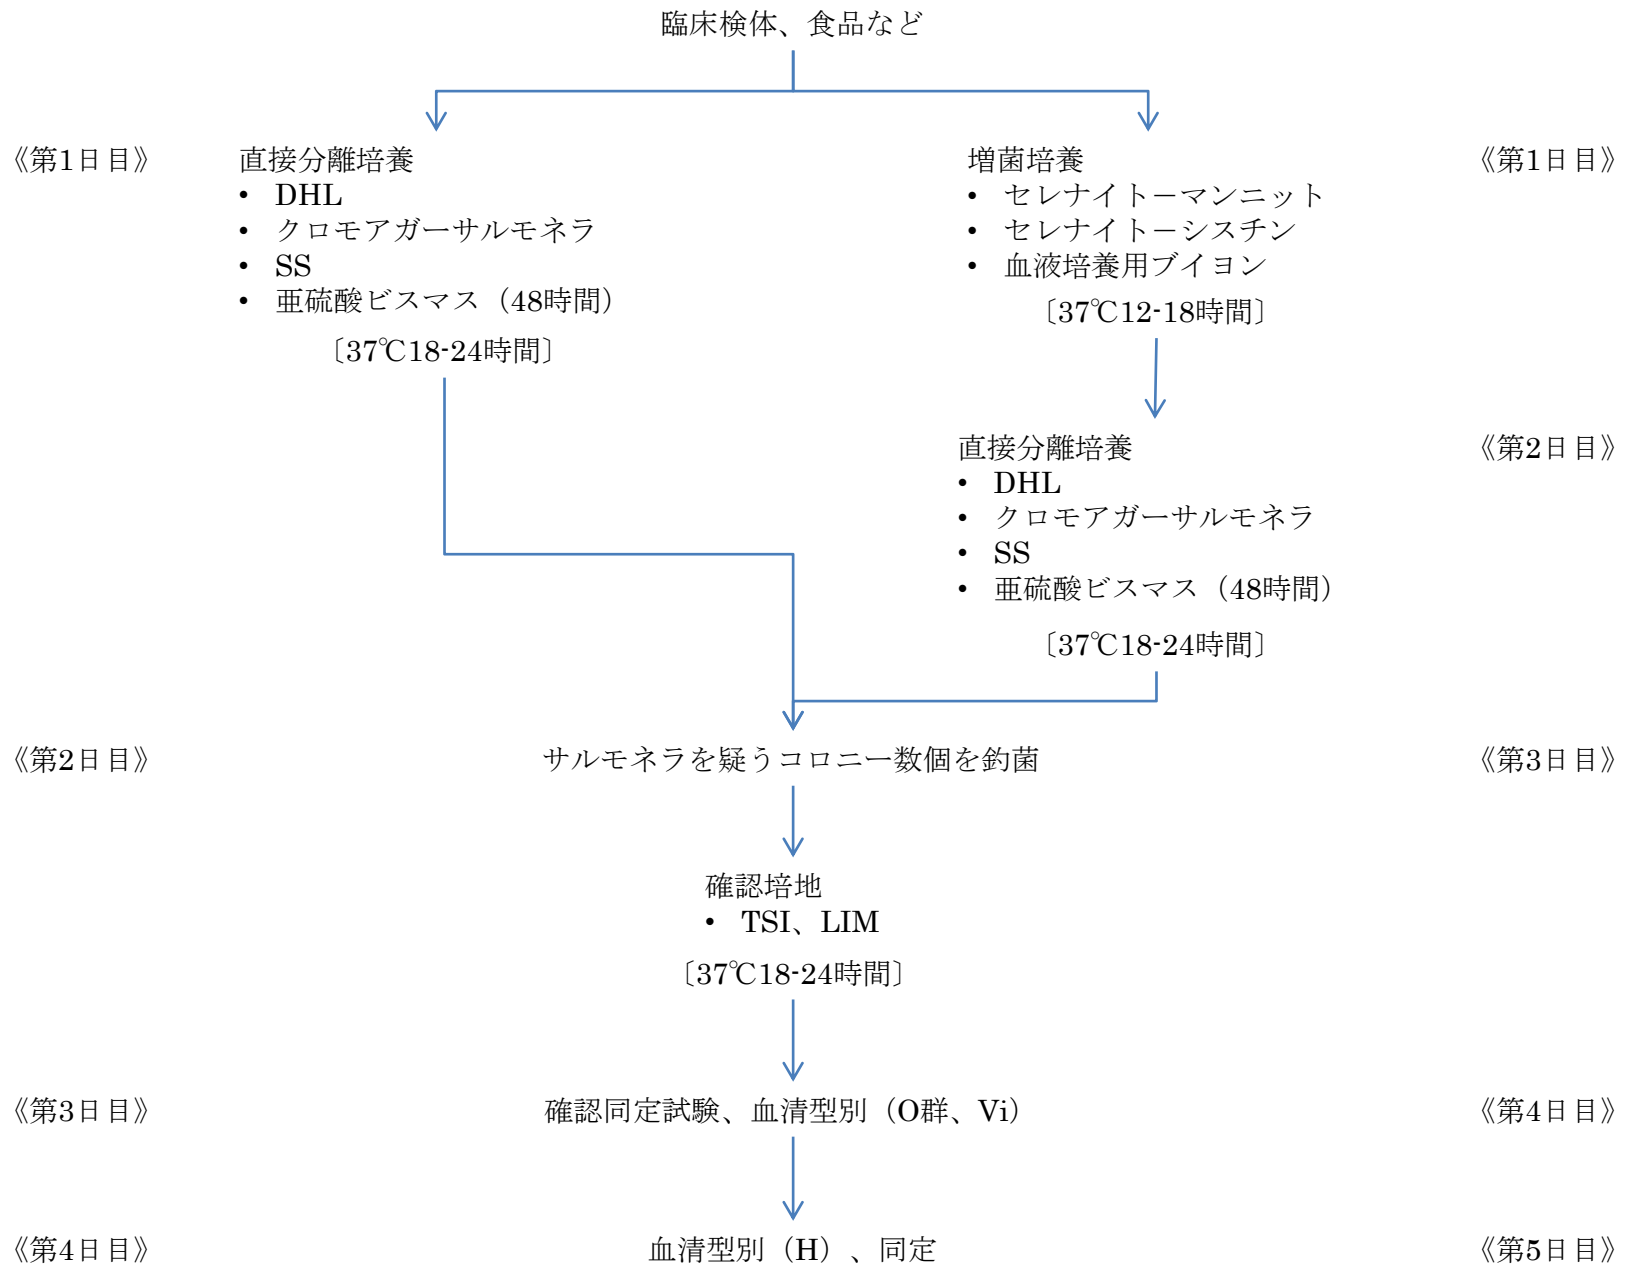 臨床検体、食品など
《第1日目》
直接分離培養
• DHL
• クロモアガーサルモネラ
• SS
• 亜硫酸ビスマス（48時間）
〔37℃18-24時間〕
増菌培養
• セレナイト－マンニット
• セレナイト－シスチン
• 血液培養用ブイヨン
〔37℃12-18時間〕
《第1日目》
直接分離培養
• DHL
• クロモアガーサルモネラ
• SS
• 亜硫酸ビスマス（48時間）
〔37℃18-24時間〕
《第2日目》
《第2日目》
サルモネラを疑うコロニー数個を釣菌
《第3日目》
確認培地
• TSI、LIM
〔37℃18-24時間〕
《第3日目》
確認同定試験、血清型別（O群、Vi）
《第4日目》
《第4日目》
血清型別（H）、同定
《第5日目》